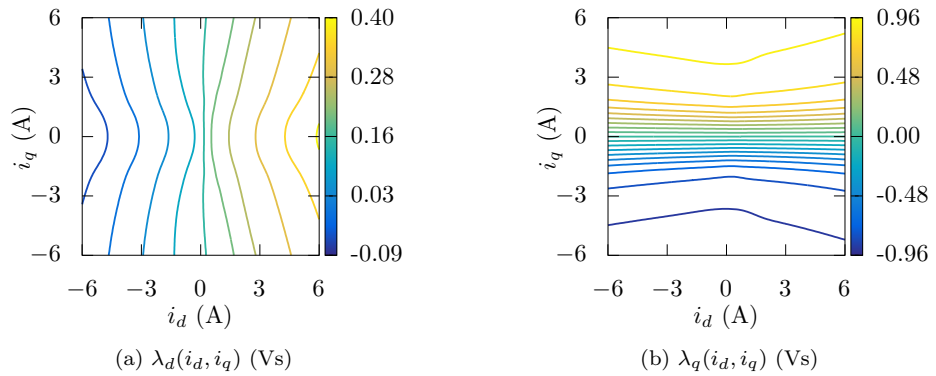 6
3
0
−3
−6
i_q (A)
−6 −3 0 3 6
i_d (A)
0.40
0.28
0.16
0.03
-0.09
(a) λ_d(i_d, i_q) (Vs)
6
3
0
−3
−6
i_q (A)
−6 −3 0 3 6
i_d (A)
0.96
0.48
0.00
-0.48
-0.96
(b) λ_q(i_d, i_q) (Vs)